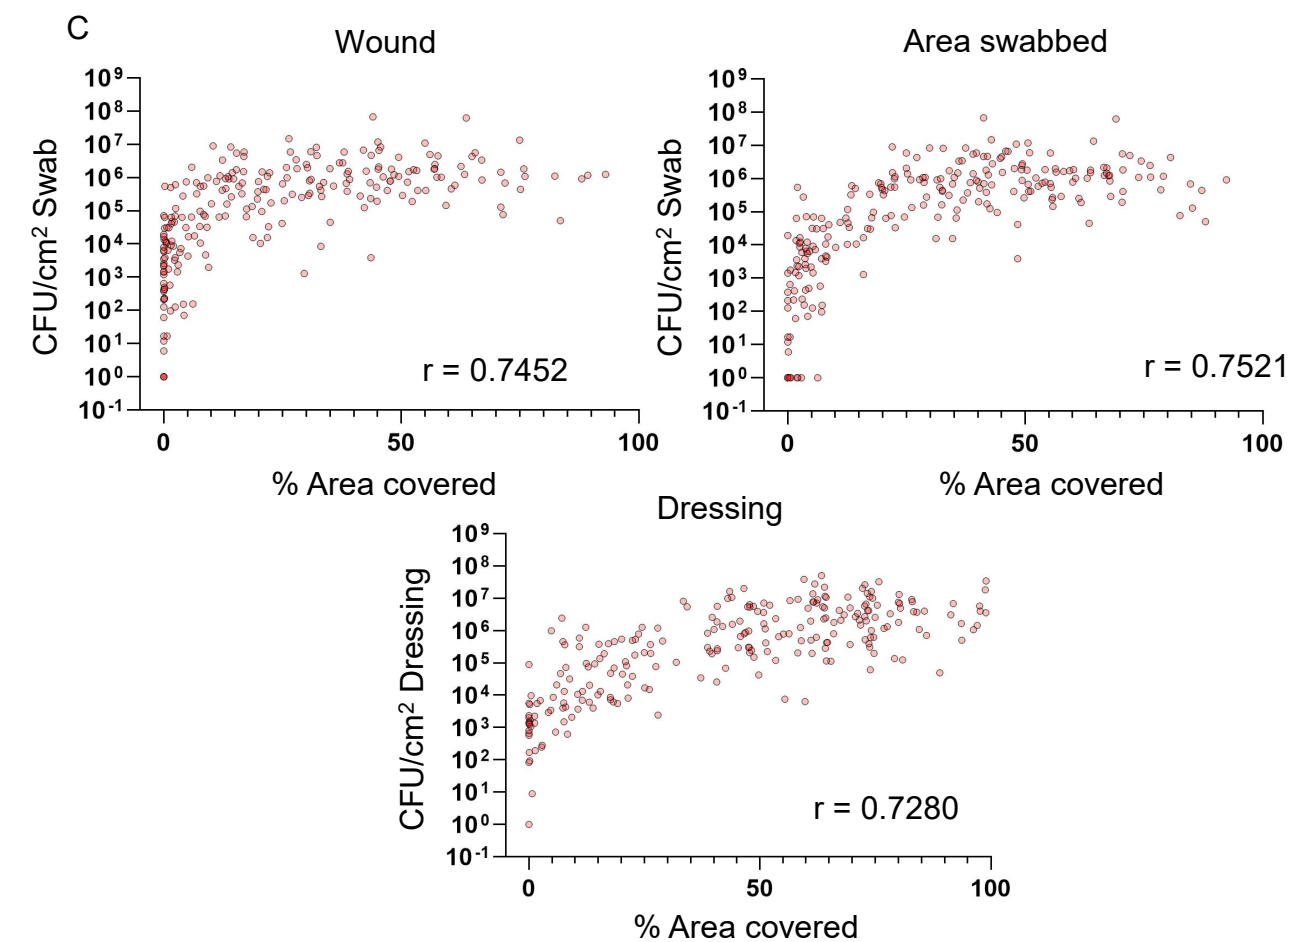 C
Wound
CFU/cm² Swab
10⁹
10⁸
10⁷
10⁶
10⁵
10⁴
10³
10²
10¹
10⁰
10⁻¹
r = 0.7452
0 50 100
% Area covered
Area swabbed
CFU/cm² Swab
10⁹
10⁸
10⁷
10⁶
10⁵
10⁴
10³
10²
10¹
10⁰
10⁻¹
r = 0.7521
0 50 100
% Area covered
Dressing
CFU/cm² Dressing
10⁹
10⁸
10⁷
10⁶
10⁵
10⁴
10³
10²
10¹
10⁰
10⁻¹
r = 0.7280
0 50 100
% Area covered